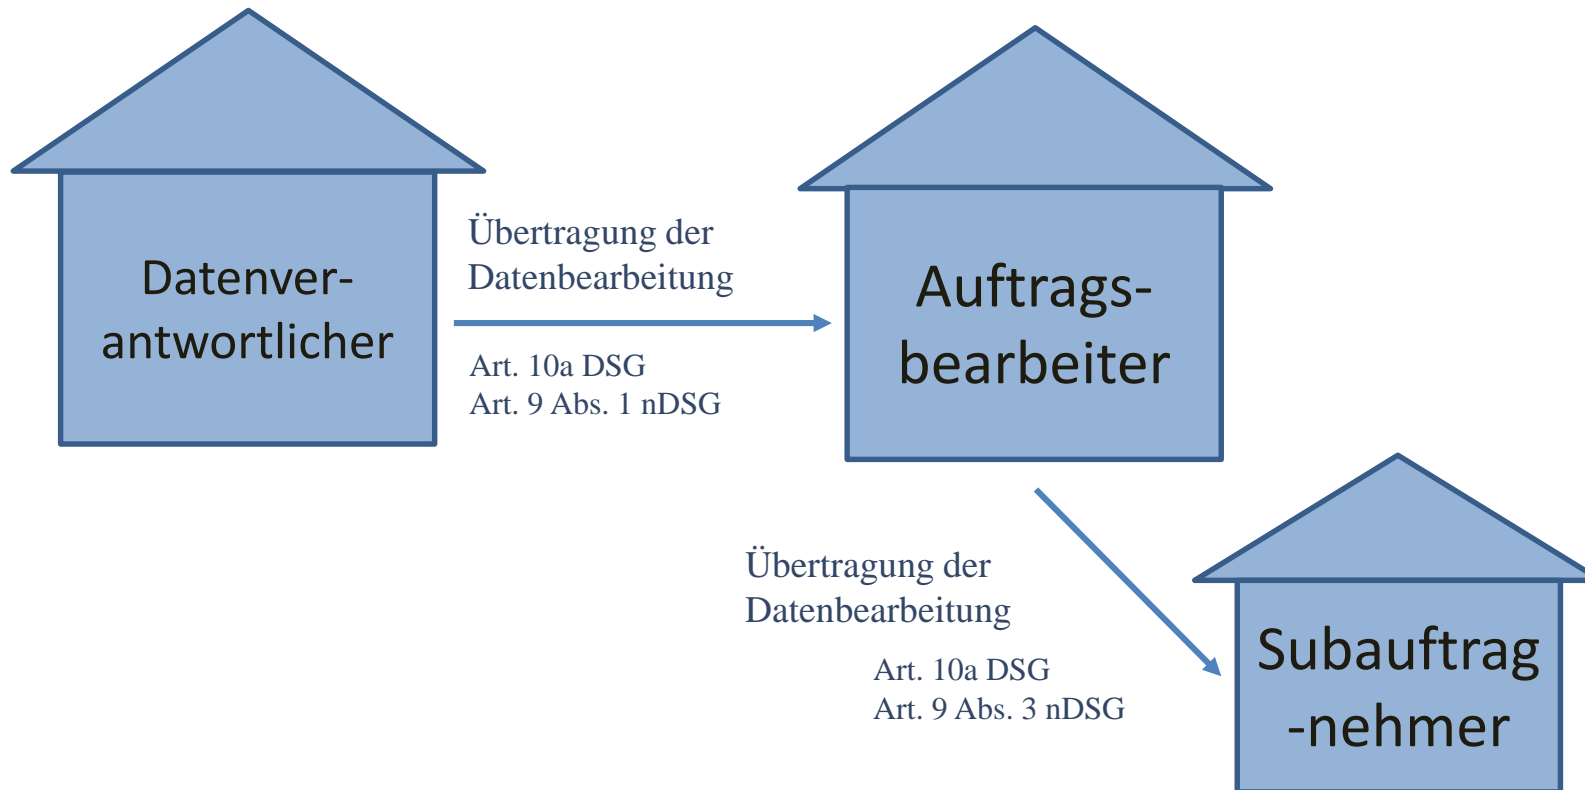 Datenver-
antwortlicher
Übertragung der
Datenbearbeitung
Art. 10a DSG
Art. 9 Abs. 1 nDSG
Auftrags-
bearbeiter
Übertragung der
Datenbearbeitung
Art. 10a DSG
Art. 9 Abs. 3 nDSG
Subauftrag
-nehmer